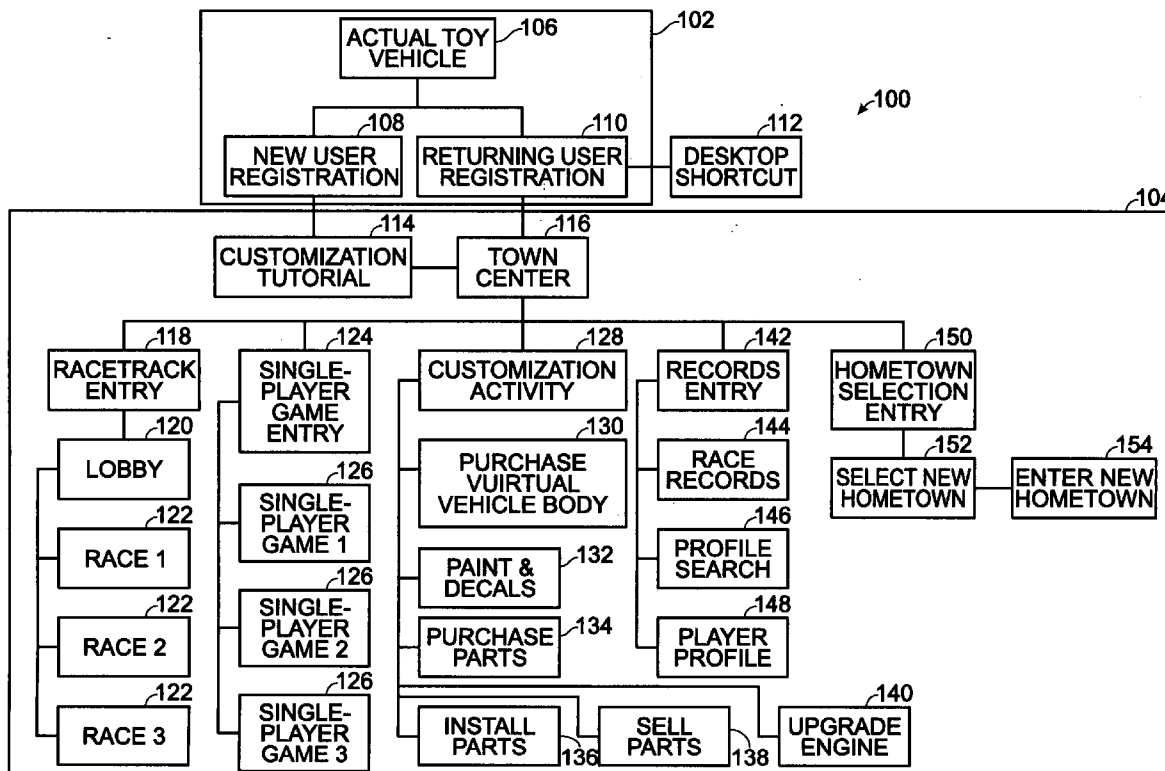 ACTUAL TOY
VEHICLE
106
102
100
108
NEW USER
REGISTRATION
110
RETURNING USER
REGISTRATION
112
DESKTOP
SHORTCUT
104
114
CUSTOMIZATION
TUTORIAL
116
TOWN
CENTER
118
RACETRACK
ENTRY
120
LOBBY
122
RACE 1
122
RACE 2
122
RACE 3
124
SINGLE-
PLAYER
GAME
ENTRY
126
SINGLE-
PLAYER
GAME 1
126
SINGLE-
PLAYER
GAME 2
126
SINGLE-
PLAYER
GAME 3
128
CUSTOMIZATION
ACTIVITY
130
PURCHASE
VUIRTUAL
VEHICLE BODY
132
PAINT &
DECALS
134
PURCHASE
PARTS
INSTALL
PARTS
136
SELL
PARTS
138
140
UPGRADE
ENGINE
142
RECORDS
ENTRY
144
RACE
RECORDS
146
PROFILE
SEARCH
148
PLAYER
PROFILE
150
HOMETOWN
SELECTION
ENTRY
152
SELECT NEW
HOMETOWN
154
ENTER NEW
HOMETOWN